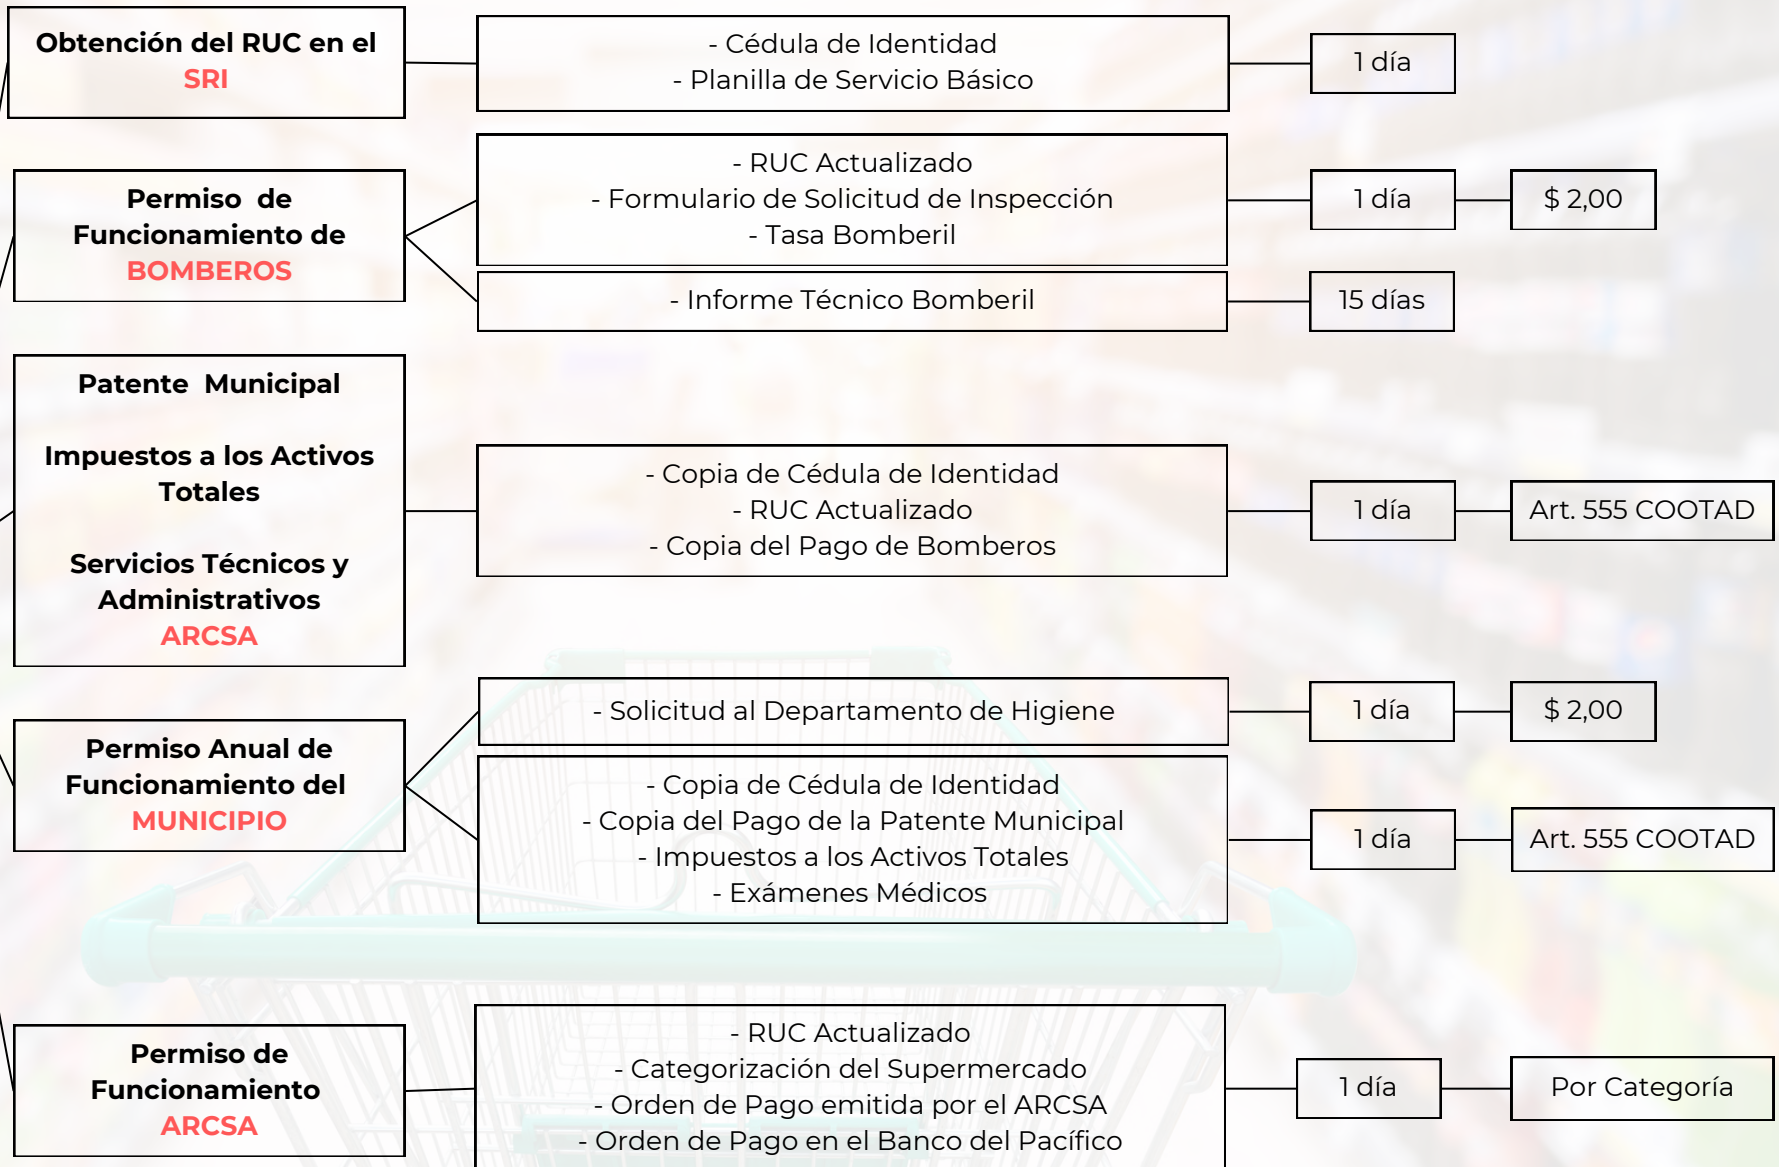 Obtención del RUC en el
SRI
- Cédula de Identidad
- Planilla de Servicio Básico
1 día
Permiso de
Funcionamiento de
BOMBEROS
- RUC Actualizado
- Formulario de Solicitud de Inspección
- Tasa Bomberil
1 día
$ 2,00
- Informe Técnico Bomberil
15 días
Patente Municipal
Impuestos a los Activos
Totales
Servicios Técnicos y
Administrativos
ARCSA
- Copia de Cédula de Identidad
- RUC Actualizado
- Copia del Pago de Bomberos
1 día
Art. 555 COOTAD
Permiso Anual de
Funcionamiento del
MUNICIPIO
- Solicitud al Departamento de Higiene
1 día
$ 2,00
- Copia de Cédula de Identidad
- Copia del Pago de la Patente Municipal
- Impuestos a los Activos Totales
- Exámenes Médicos
1 día
Art. 555 COOTAD
Permiso de
Funcionamiento
ARCSA
- RUC Actualizado
- Categorización del Supermercado
- Orden de Pago emitida por el ARCSA
- Orden de Pago en el Banco del Pacífico
1 día
Por Categoría